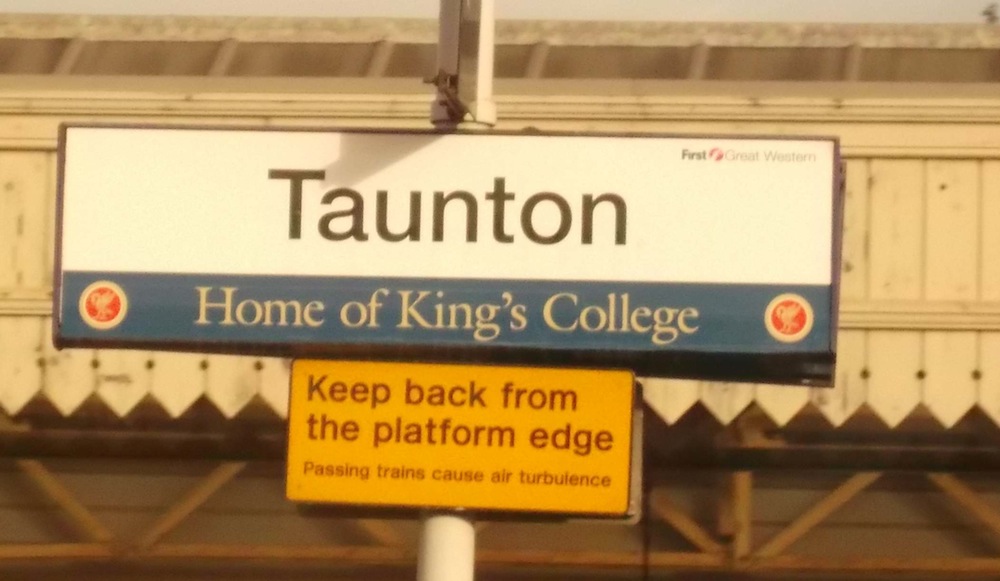 First Great Western
Taunton
Home of King's College
Keep back from
the platform edge
Passing trains cause air turbulence